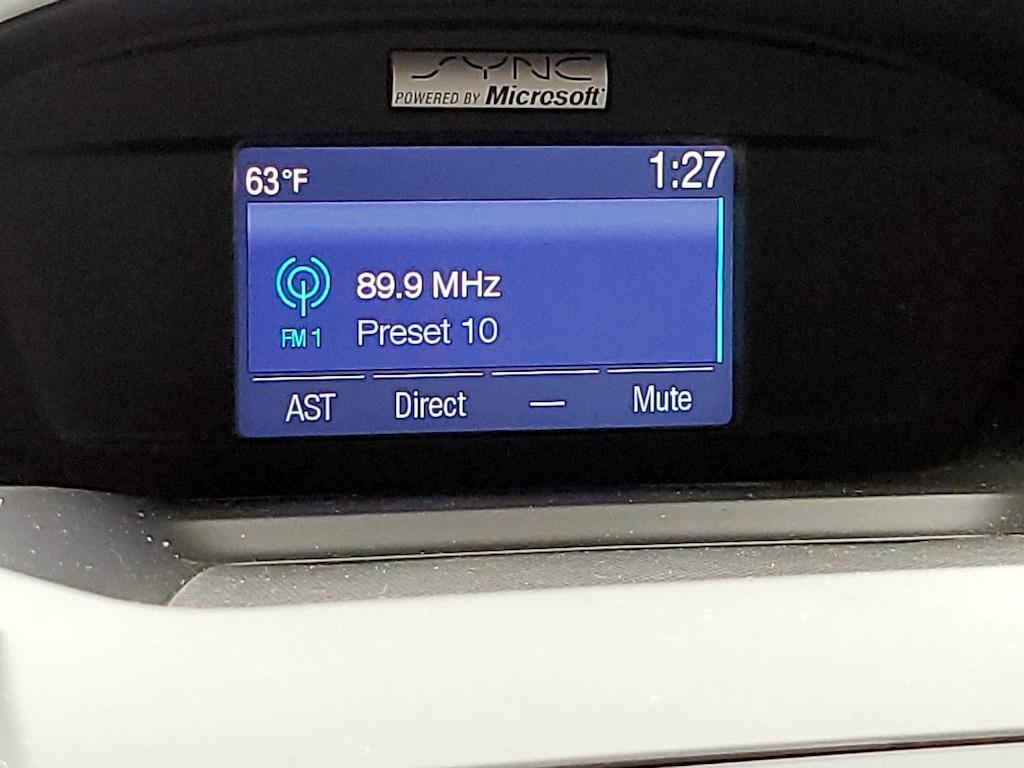 SYNC
POWERED BY Microsoft
63°F 1:27
89.9 MHz
FM 1 Preset 10
AST Direct — Mute